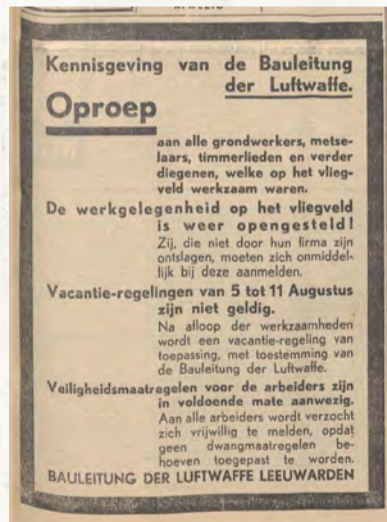 Kennisgeving van de Bauleitung
der Luftwaffe.
Oproep
aan alle grondwerkers, metse-
laars, timmerlieden en verder
diegenen, welke op het vlieg-
veld werkzaam waren.
De werkgelegenheid op het vliegveld
is weer opengesteld!
Zij, die niet door hun firma zijn
ontslagen, moeten zich onmiddel-
lijk bij deze aanmelden.
Vacantie-regelingen van 5 tot 11 Augustus
zijn niet geldig.
Na afloop der werkzaamheden
wordt een vacantie-regeling van
toepassing, met toestemming van
de Bauleitung der Luftwaffe.
Veiligheidsmaatregelen voor de arbeiders zijn
in voldoende mate aanwezig.
Aan alle arbeiders wordt verzocht
zich vrijwillig te melden, opdat
geen dwangmaatregelen be-
hoeven toegepast te worden.
BAULEITUNG DER LUFTWAFFE LEEUWARDEN